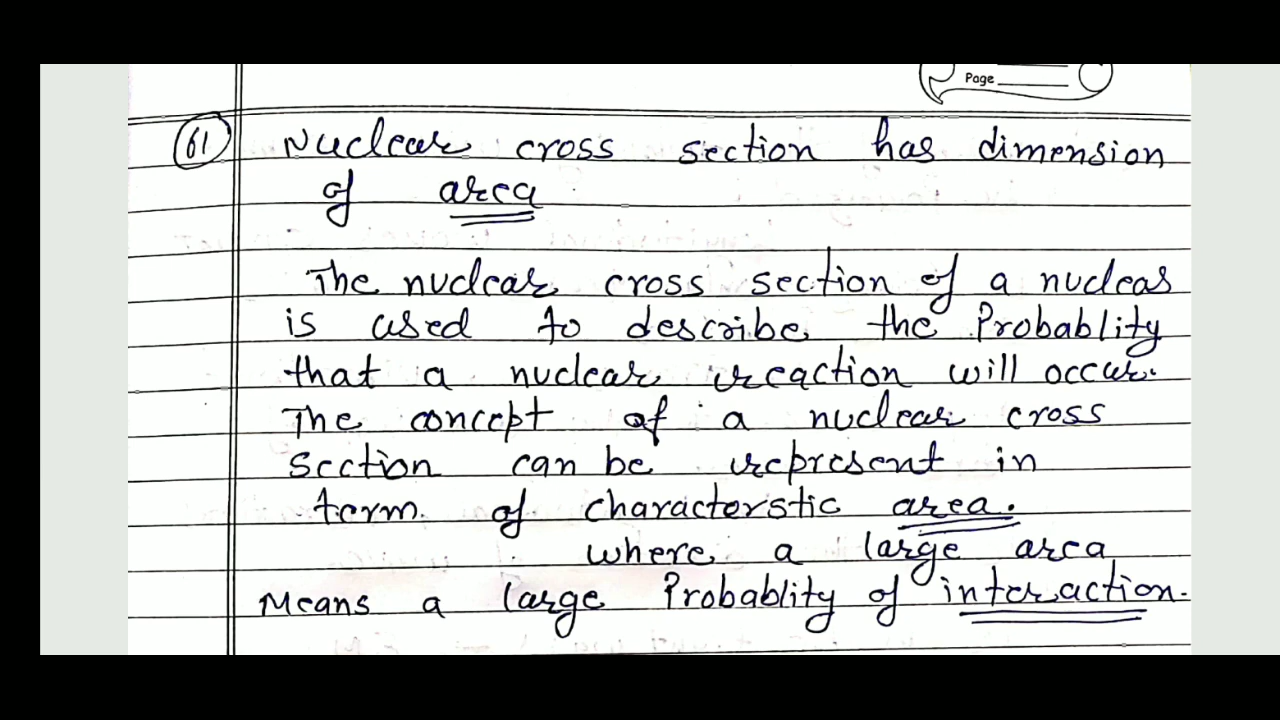 Page
61 Nuclear cross section has dimension
of area
The nuclear cross section of a nuclear
is used to describe the Probablity
that a nuclear reaction will occur.
The concept of a nuclear cross
section can be represent in
term of characterstic area.
where a large area
Means a large Probablity of interaction.